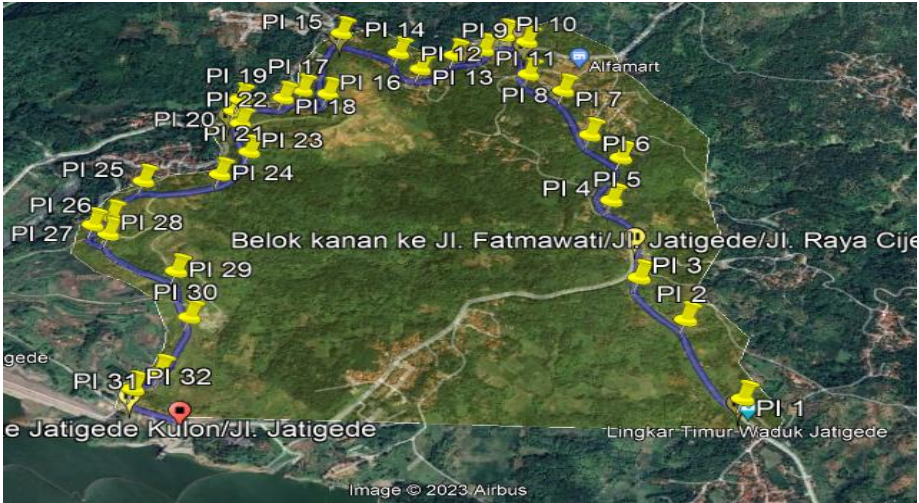 PI 15
PI 14
PI 9
PI 10
PI 12
PI 11
PI 13
Alfamart
PI 17
PI 16
PI 8
PI 7
PI 19
PI 22
PI 18
PI 20
PI 21
PI 23
PI 6
PI 24
PI 5
PI 4
PI 25
PI 26
PI 28
PI 27
Belok kanan ke Jl. Fatmawati/Jl. Jatigede/Jl. Raya Cije
PI 3
PI 29
PI 2
PI 30
gede
PI 31
PI 32
PI 1
e Jatigede Kulon/Jl. Jatigede
Lingkar Timur Waduk Jatigede
Image © 2023 Airbus